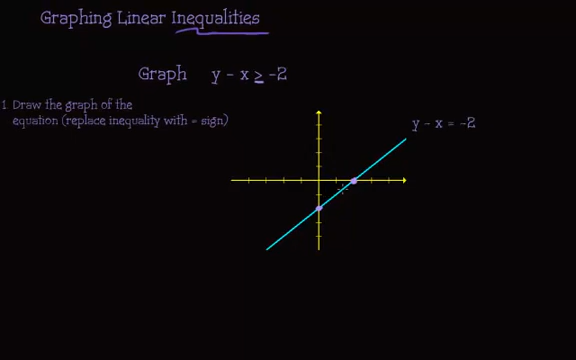 Graphing Linear Inequalities
Graph y - x ≥ -2
1 Draw the graph of the
equation (replace inequality with = sign)
y - x = -2